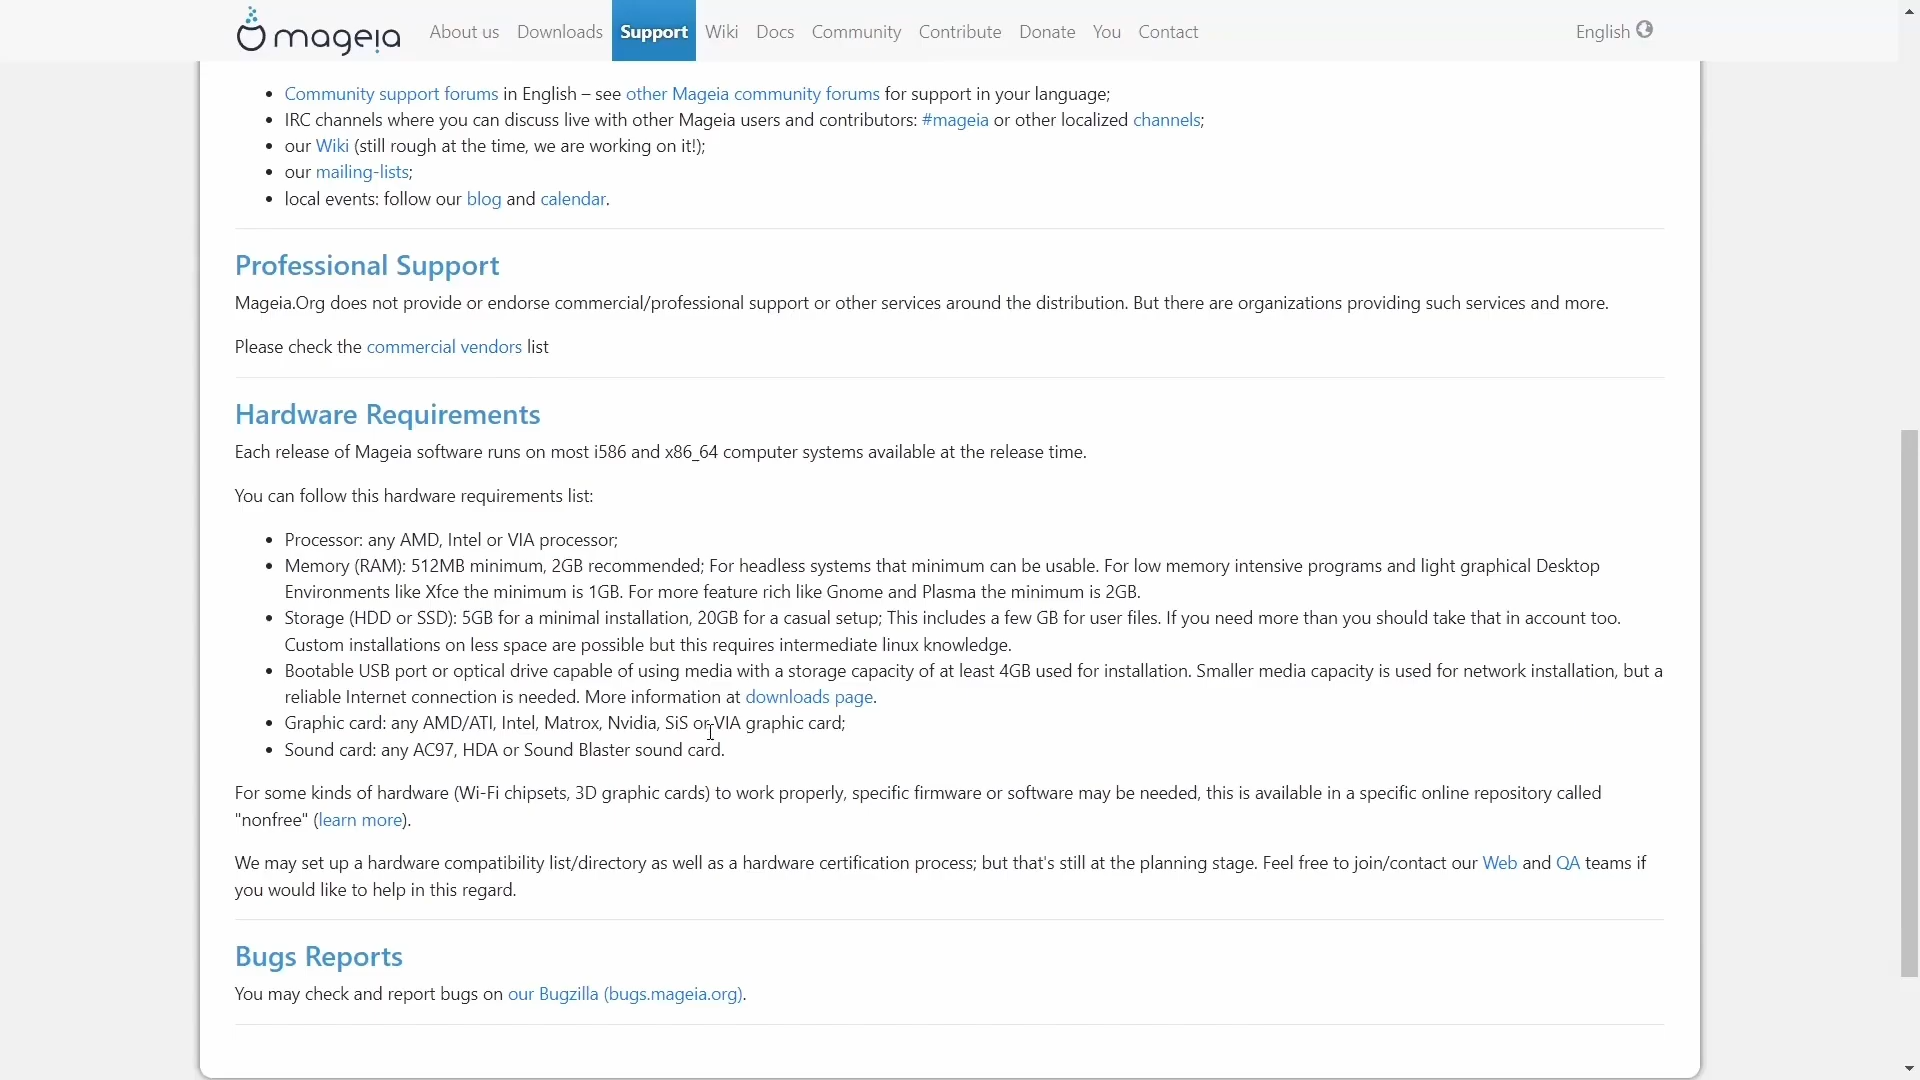 mageia
About us Downloads Support Wiki Docs Community Contribute Donate You Contact English
Community support forums in English – see other Mageia community forums for support in your language;
IRC channels where you can discuss live with other Mageia users and contributors: #mageia or other localized channels;
our Wiki (still rough at the time, we are working on it!);
our mailing-lists;
local events: follow our blog and calendar.
Professional Support
Mageia.Org does not provide or endorse commercial/professional support or other services around the distribution. But there are organizations providing such services and more.
Please check the commercial vendors list
Hardware Requirements
Each release of Mageia software runs on most i586 and x86_64 computer systems available at the release time.
You can follow this hardware requirements list:
Processor: any AMD, Intel or VIA processor;
Memory (RAM): 512MB minimum, 2GB recommended; For headless systems that minimum can be usable. For low memory intensive programs and light graphical Desktop
Environments like Xfce the minimum is 1GB. For more feature rich like Gnome and Plasma the minimum is 2GB.
Storage (HDD or SSD): 5GB for a minimal installation, 20GB for a casual setup; This includes a few GB for user files. If you need more than you should take that in account too.
Custom installations on less space are possible but this requires intermediate linux knowledge.
Bootable USB port or optical drive capable of using media with a storage capacity of at least 4GB used for installation. Smaller media capacity is used for network installation, but a
reliable Internet connection is needed. More information at downloads page.
Graphic card: any AMD/ATI, Intel, Matrox, Nvidia, SiS or VIA graphic card;
Sound card: any AC97, HDA or Sound Blaster sound card.
For some kinds of hardware (Wi-Fi chipsets, 3D graphic cards) to work properly, specific firmware or software may be needed, this is available in a specific online repository called
"nonfree" (learn more).
We may set up a hardware compatibility list/directory as well as a hardware certification process; but that's still at the planning stage. Feel free to join/contact our Web and QA teams if
you would like to help in this regard.
Bugs Reports
You may check and report bugs on our Bugzilla (bugs.mageia.org).